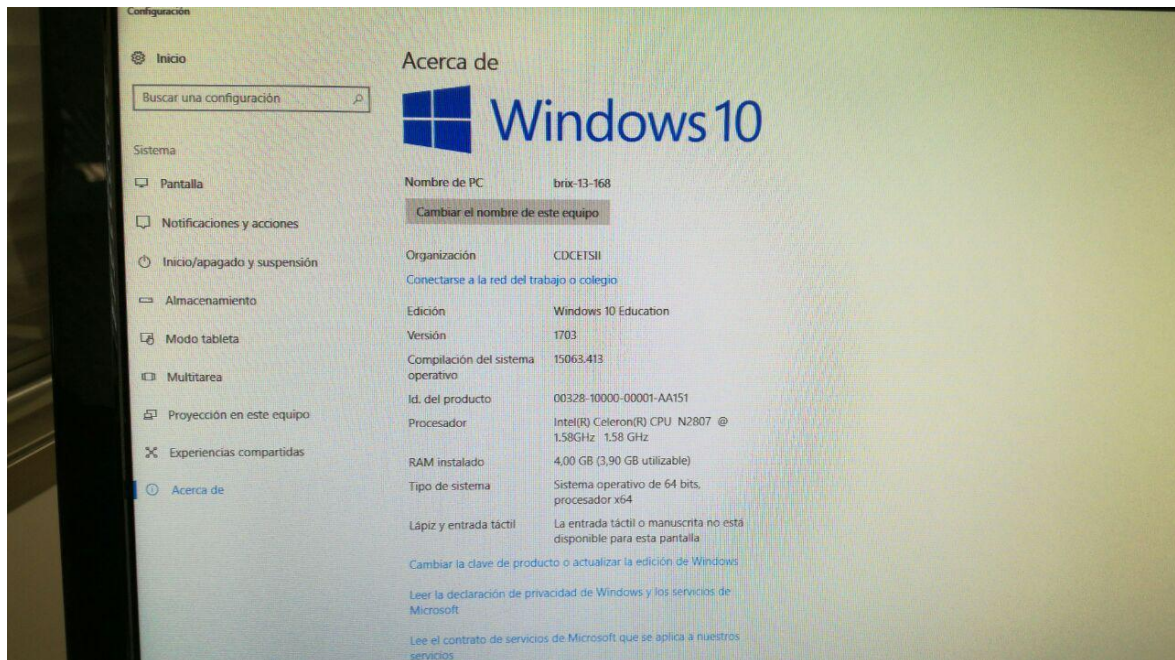 Configuración
Inicio
Buscar una configuración
Sistema
Pantalla
Notificaciones y acciones
Inicio/apagado y suspensión
Almacenamiento
Modo tableta
Multitarea
Proyección en este equipo
Experiencias compartidas
Acerca de
Acerca de
Windows 10
Nombre de PC brix-13-168
Cambiar el nombre de este equipo
Organización CDCETSII
Conectarse a la red del trabajo o colegio
Edición Windows 10 Education
Versión 1703
Compilación del sistema 15063.413
operativo
Id. del producto 00328-10000-00001-AA151
Procesador Intel(R) Celeron(R) CPU N2807 @
1.58GHz 1.58 GHz
RAM instalado 4,00 GB (3,90 GB utilizable)
Tipo de sistema Sistema operativo de 64 bits,
procesador x64
Lápiz y entrada táctil La entrada táctil o manuscrita no está
disponible para esta pantalla
Cambiar la clave de producto o actualizar la edición de Windows
Leer la declaración de privacidad de Windows y los servicios de
Microsoft
Lee el contrato de servicios de Microsoft que se aplica a nuestros
servicios